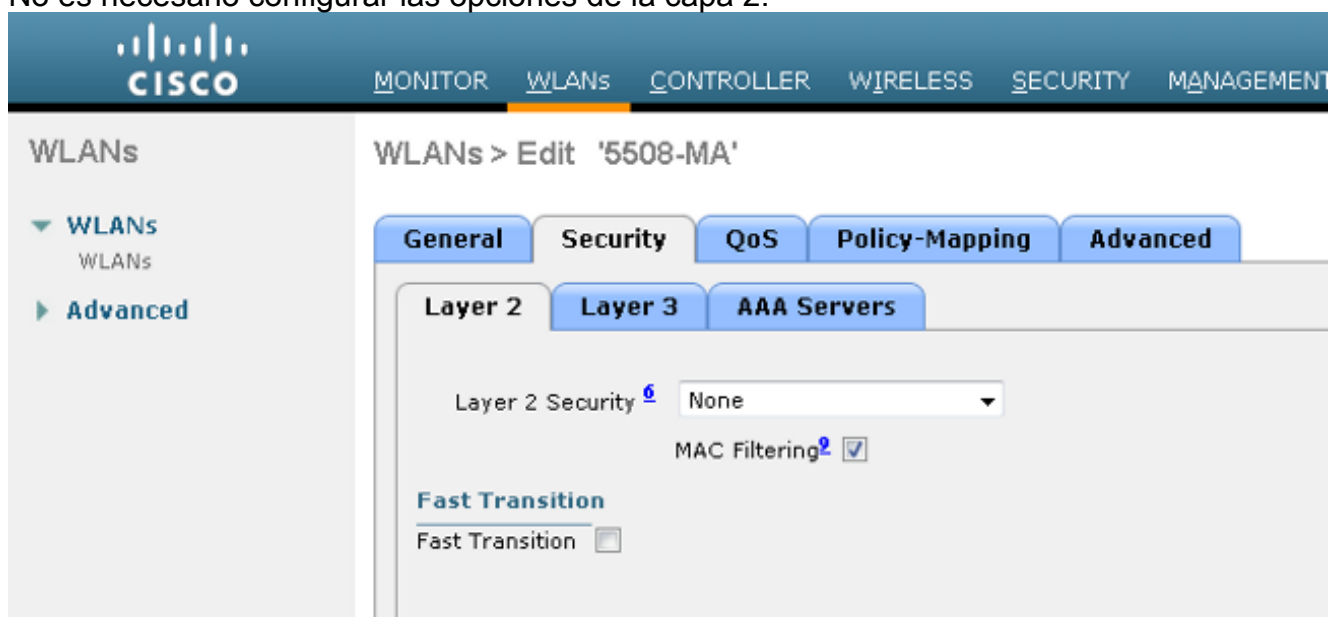 No es necesario configurar las opciones de la capa 2.
CISCO
MONITOR WLANs CONTROLLER WIRELESS SECURITY MANAGEMENT
WLANs
WLANs > Edit '5508-MA'
WLANs
WLANs
Advanced
General Security QoS Policy-Mapping Advanced
Layer 2 Layer 3 AAA Servers
Layer 2 Security 6 None
MAC Filtering 9
Fast Transition
Fast Transition